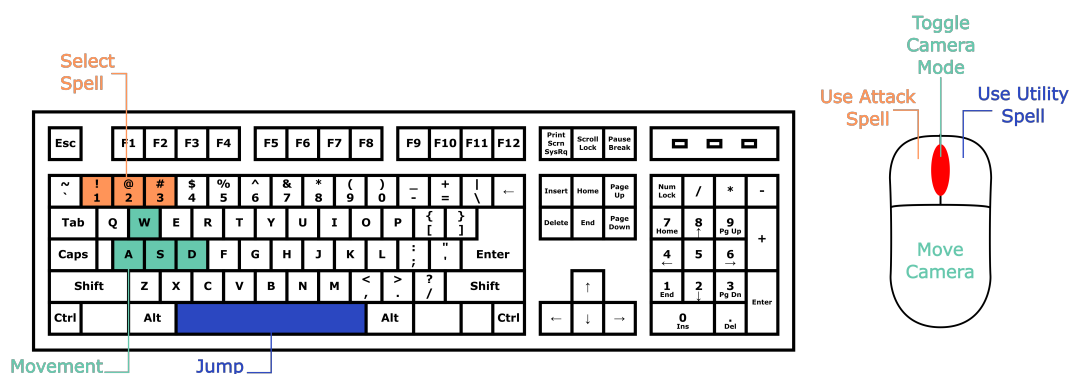 Toggle
Camera
Mode
Select
Spell
Use Attack
Spell
Use Utility
Spell
Esc F1 F2 F3 F4 F5 F6 F7 F8 F9 F10 F11 F12
Print
Scrn
SysRq
Scroll
Lock
Pause
Break
~ ! @ # $ % ^ & * ( ) _ + |
` 1 2 3 4 5 6 7 8 9 0 - = \ ←
Insert Home Page
Up
Num
Lock / * -
Tab Q W E R T Y U I O P { }
[ ]
Delete End Page
Down
7 8 9 +
Home ↑ Pg Up
Caps A S D F G H J K L : " Enter
; '
4 5 6
← →
Move
Camera
Shift Z X C V B N M < > ? Shift
, . /
↑
1 2 3 Enter
End ↓ Pg Dn
Ctrl Alt Alt Ctrl
← ↓ →
0 .
Ins Del
Movement
Jump